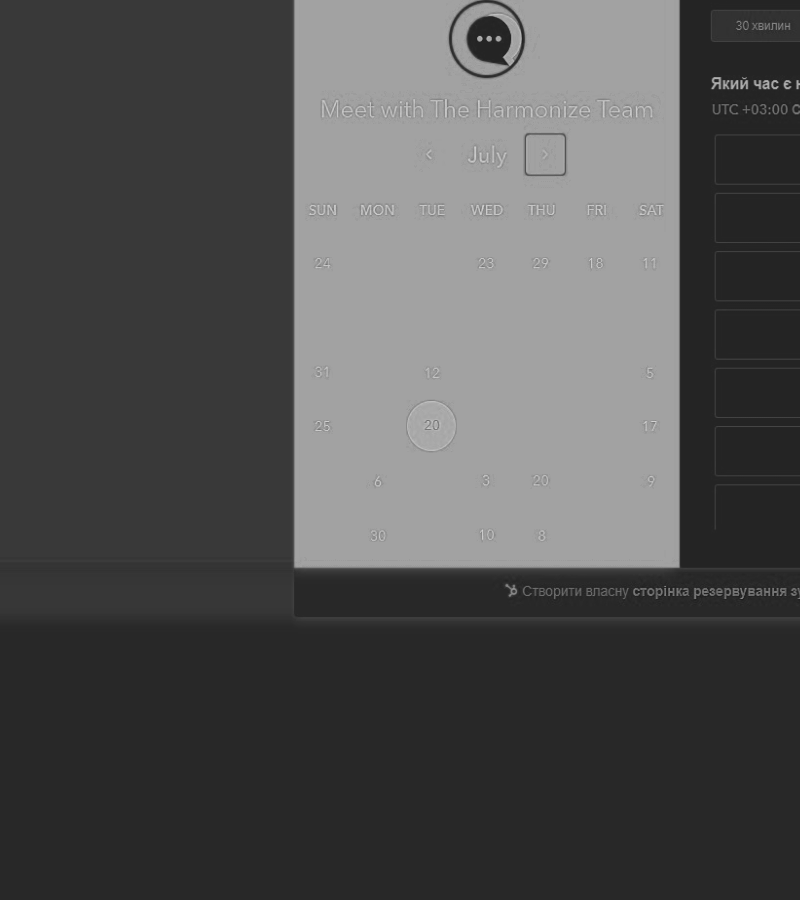 Meet with The Harmonize Team
July
SUN MON TUE WED THU FRI SAT
24 23 29 18 11
31 12 5
25 20 17
6 3 20 9
30 10 8
30 хвилин
Який час є н
UTC +03:00
Створити власну сторінка резервування зу